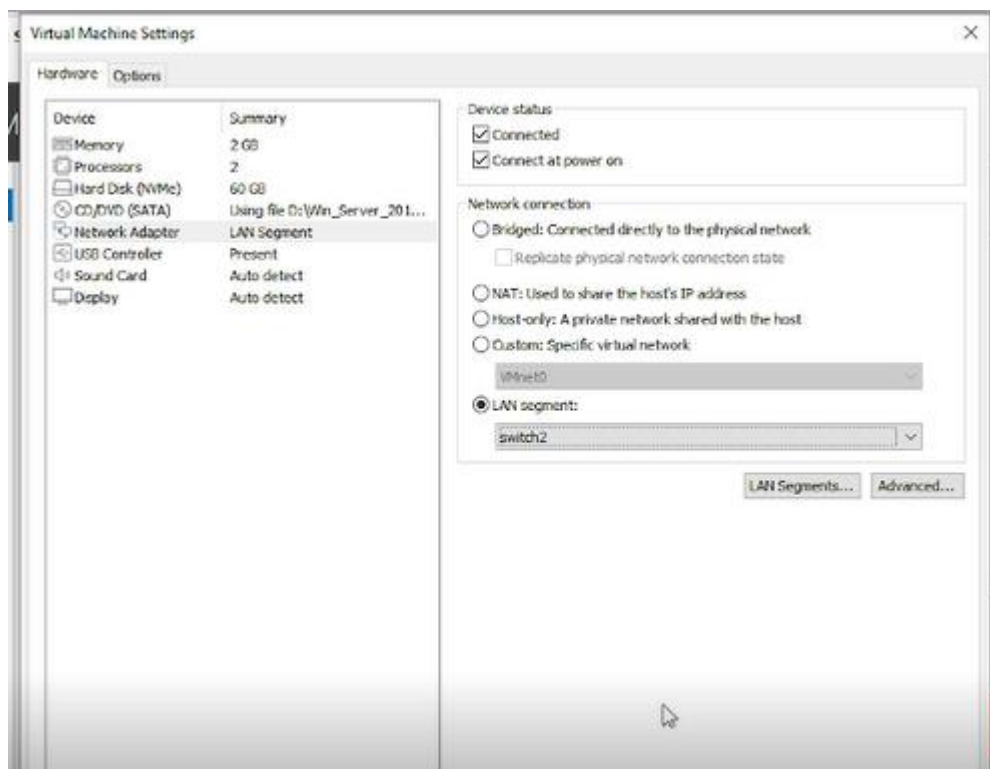 Virtual Machine Settings
Hardware Options
Device Summary
Memory 2 GB
Processors 2
Hard Disk (NVMe) 60 GB
CD/DVD (SATA) Using file D:\Win_Server_201...
Network Adapter LAN Segment
USB Controller Present
Sound Card Auto detect
Display Auto detect
Device status
Connected
Connect at power on
Network connection
Bridged: Connected directly to the physical network
Replicate physical network connection state
NAT: Used to share the host's IP address
Host-only: A private network shared with the host
Custom: Specific virtual network
VMnet0
LAN segment:
switch2
LAN Segments... Advanced...